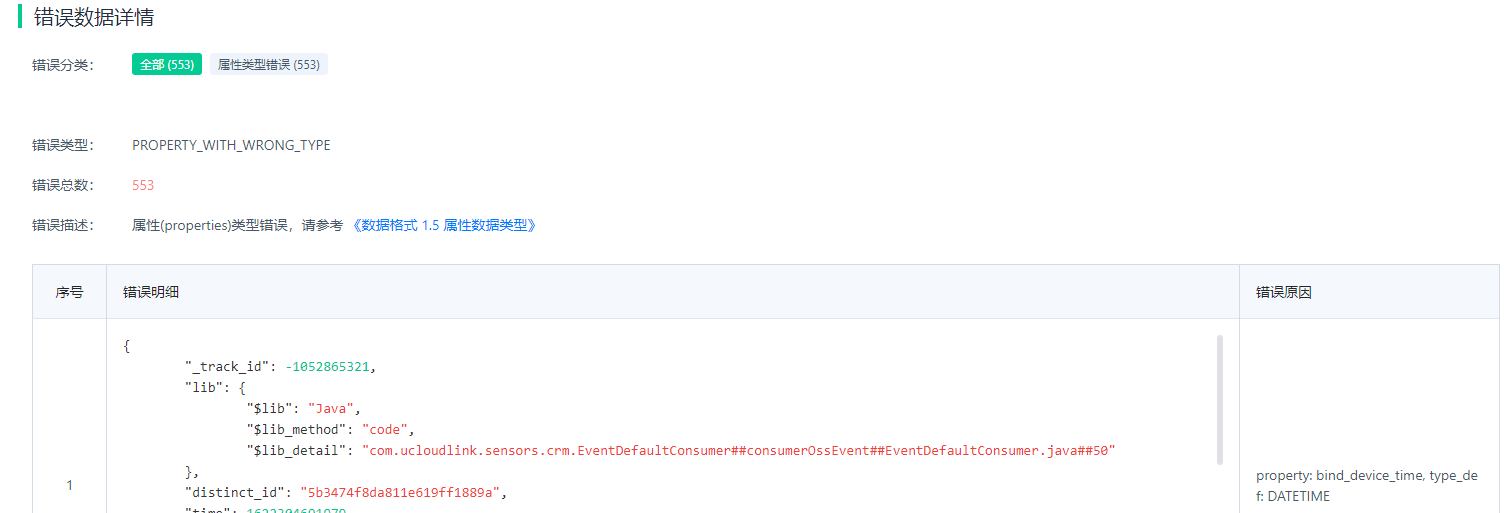 错误数据详情
错误分类: 全部 (553) 属性类型错误 (553)
错误类型: PROPERTY_WITH_WRONG_TYPE
错误总数: 553
错误描述: 属性(properties)类型错误，请参考 《数据格式 1.5 属性数据类型》
序号 错误明细 错误原因
{
"_track_id": -1052865321,
"lib": {
"$lib": "Java",
"$lib_method": "code",
"$lib_detail": "com.ucloudlink.sensors.crm.EventDefaultConsumer##consumerOssEvent##EventDefaultConsumer.java##50"
},
1
"distinct_id": "5b3474f8da811e619ff1889a",
property: bind_device_time, type_de
f: DATETIME